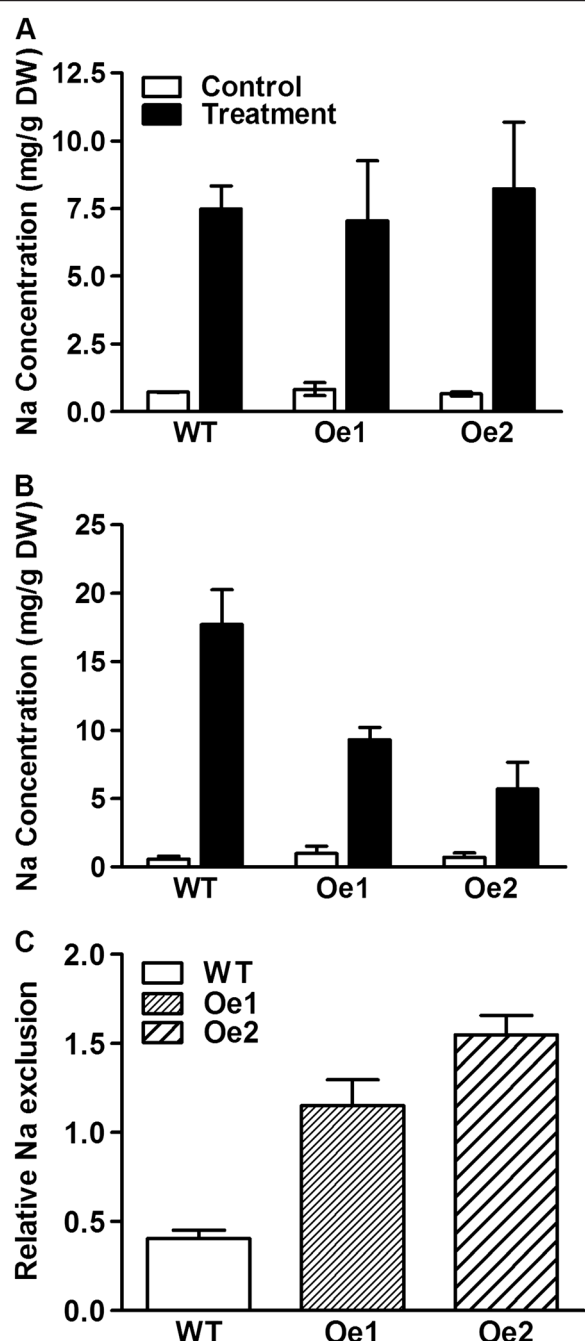 A
Na Concentration (mg/g DW)
12.5
10.0
7.5
5.0
2.5
0.0
Control
Treatment
WT Oe1 Oe2
B
Na Concentration (mg/g DW)
25
20
15
10
5
0
WT Oe1 Oe2
C
Relative Na exclusion
2.0
1.5
1.0
0.5
0.0
WT
Oe1
Oe2
WT Oe1 Oe2